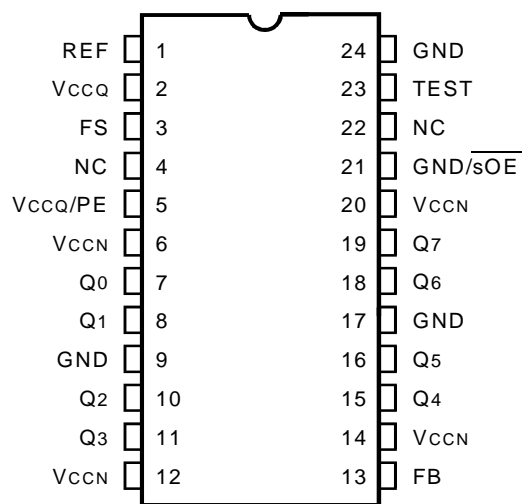 REF 1 24 GND
VCCQ 2 23 TEST
FS 3 22 NC
NC 4 21 GND/sOE
VCCQ/PE 5 20 VCCN
VCCN 6 19 Q7
Q0 7 18 Q6
Q1 8 17 GND
GND 9 16 Q5
Q2 10 15 Q4
Q3 11 14 VCCN
VCCN 12 13 FB